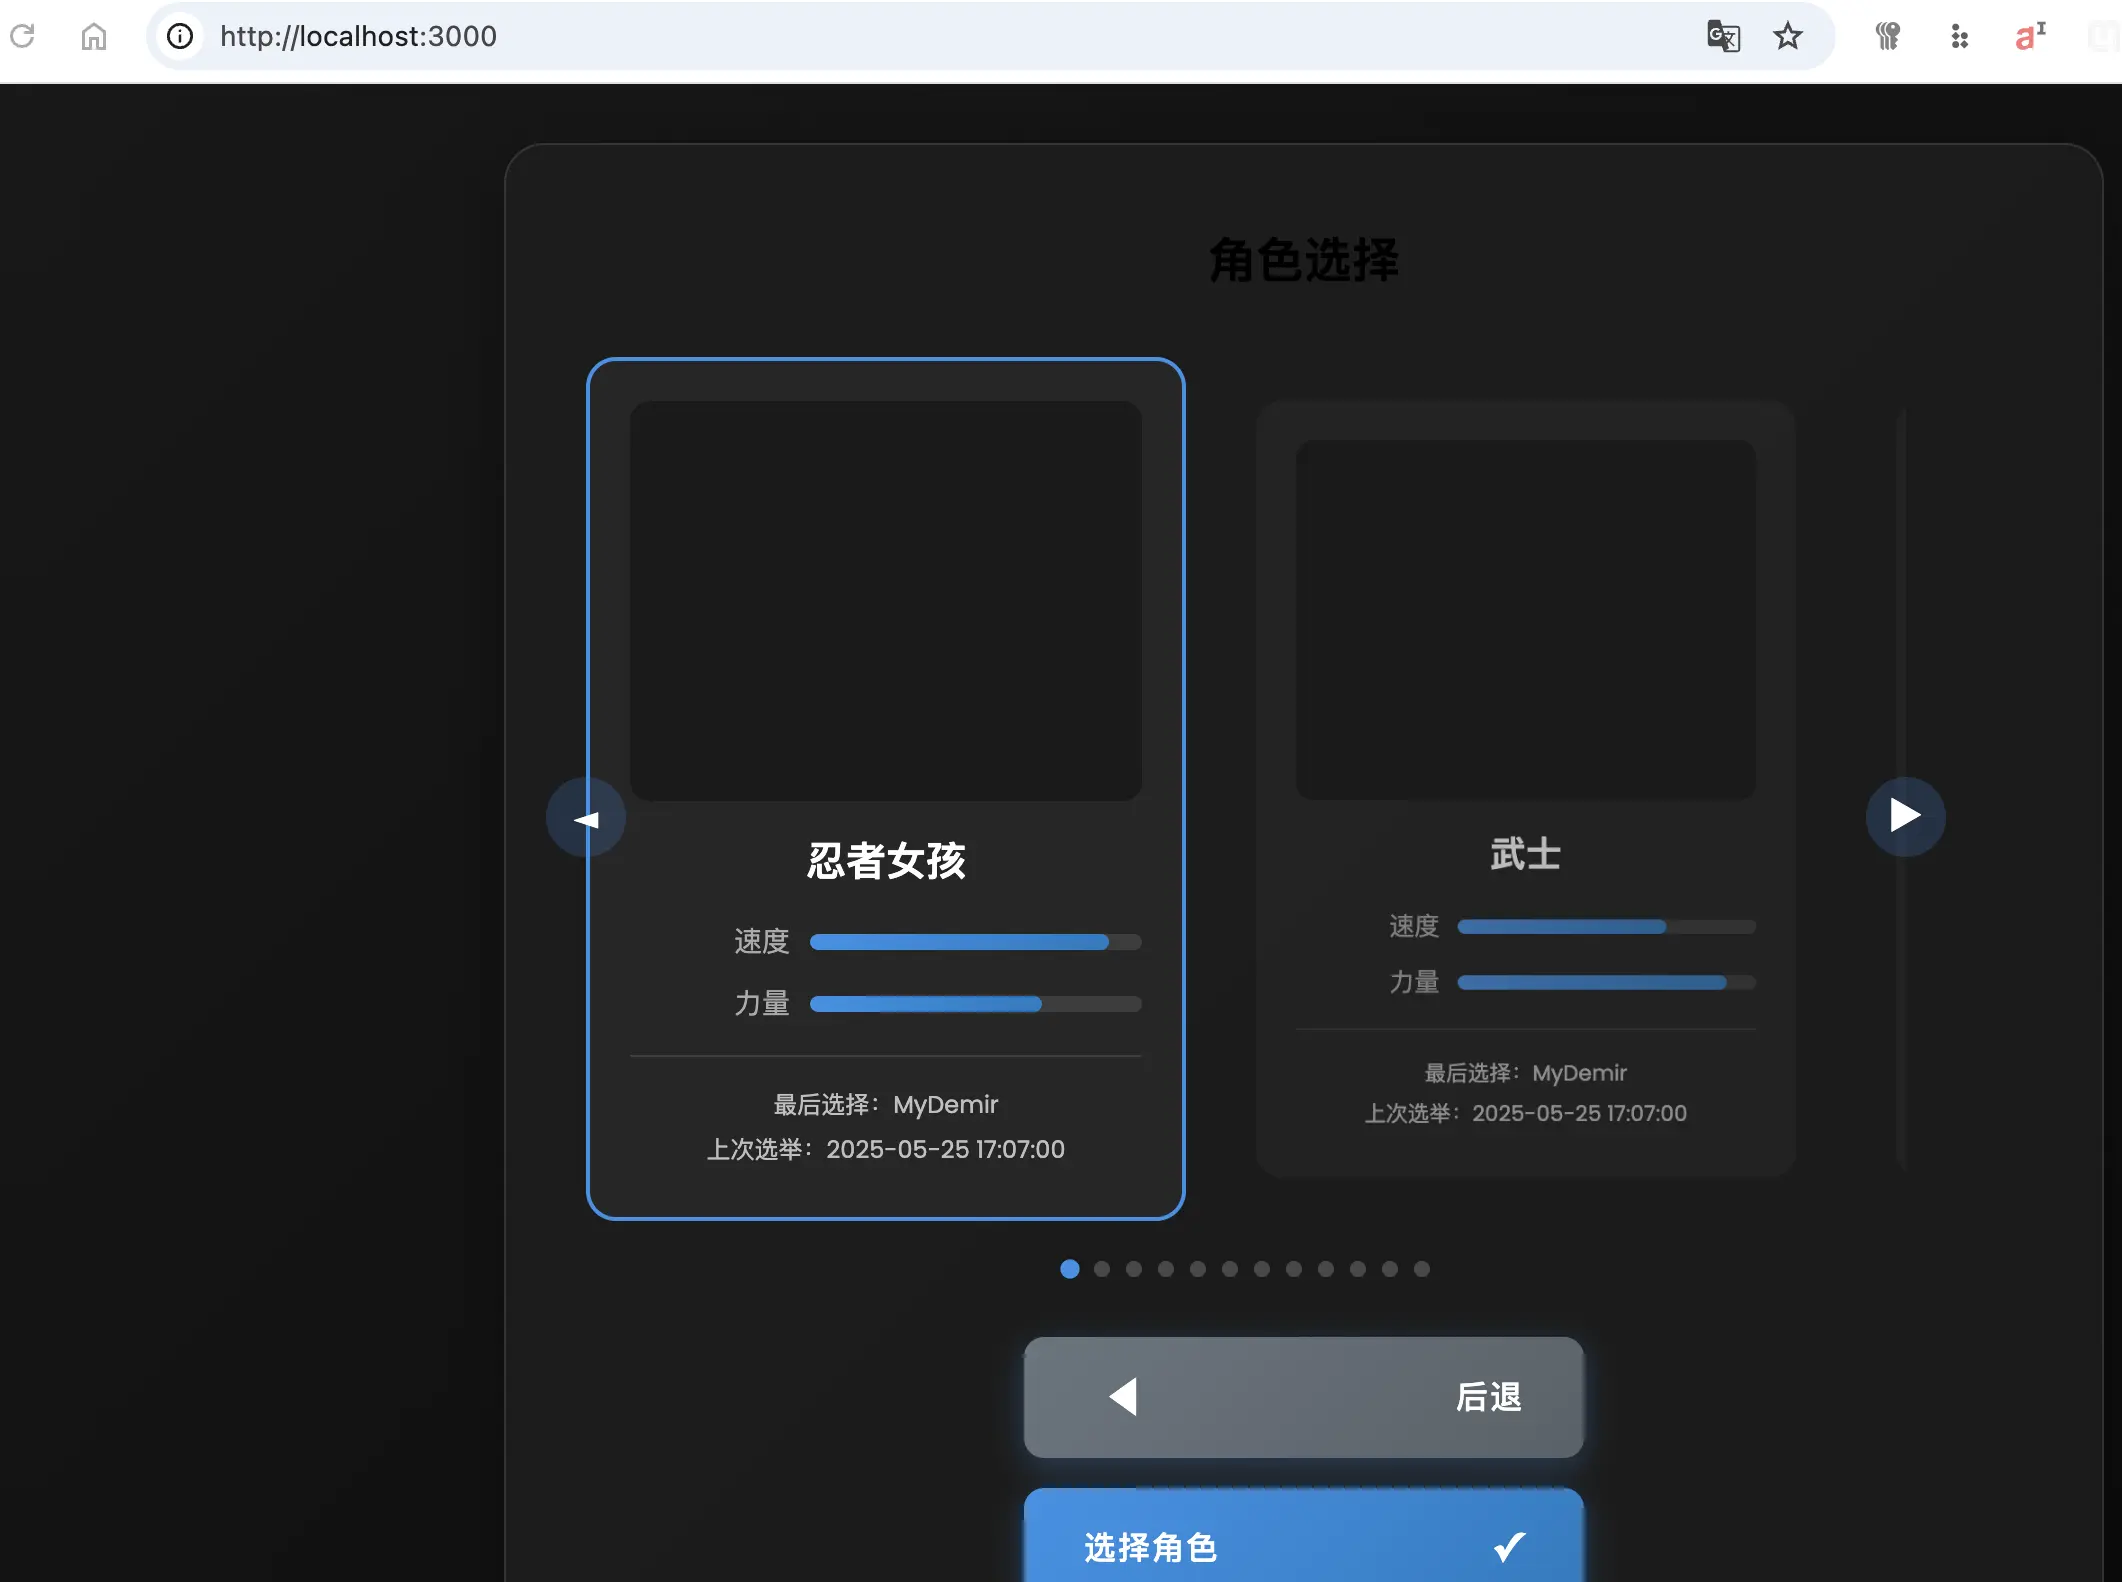 http://localhost:3000
角色选择
忍者女孩
速度
力量
最后选择：MyDemir
上次选举：2025-05-25 17:07:00
武士
速度
力量
最后选择：MyDemir
上次选举：2025-05-25 17:07:00
后退
选择角色